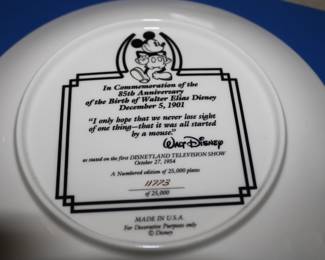 In Commemoration of the
85th Anniversary
of the Birth of Walter Elias Disney
December 5, 1901
"I only hope that we never lose sight
of one thing—that it was all started
by a mouse."
Walt Disney
as stated on the first DISNEYLAND TELEVISION SHOW
October 27, 1954
A Numbered edition of 25,000 plates
11773
of 25,000
MADE IN U.S.A.
For Decorative Purposes only
© Disney